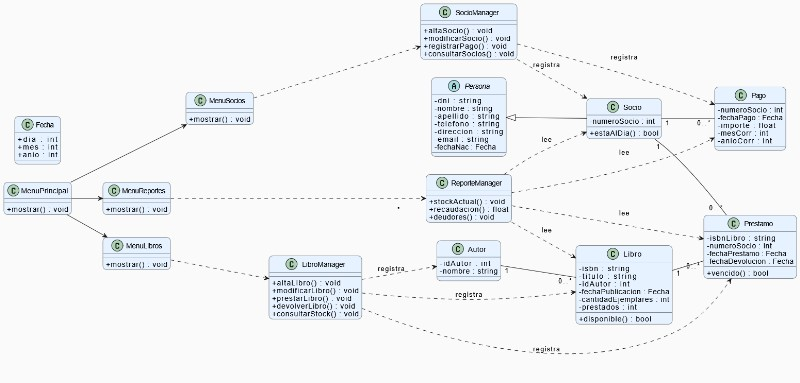 C SocioManager
+altaSocio() : void
+modificarSocio() : void
+registrarPago() : void
+consultarSocios() : void
registra
registra
C MenuSocios
+mostrar() : void
A Persona
-dni : string
-nombre : string
-apellido : string
-telefono : string
-direccion : string
email : string
-fechaNac : Fecha
C Socio
numeroSocio : int
+estaAlDia() : bool
1
0..*
1
C Pago
-numeroSocio : int
-fechaPago : Fecha
-importe : float
-mesCorr : int
-anioCorr : int
C Fecha
+dia : int
+mes : int
+anio : int
lee
lee
C MenuPrincipal
+mostrar() : void
C MenuReportes
+mostrar() : void
C ReporteManager
+stockActual() : void
+recaudacion() : float
+deudores() : void
lee
lee
0..*
C Prestamo
-isbnLibro : string
-numeroSocio : int
-fechaPrestamo : Fecha
fechaDevolucion : Fecha
+vencido() : bool
C MenuLibros
+mostrar() : void
C LibroManager
+altaLibro() : void
+modificarLibro() : void
+prestarLibro() : void
+devolverLibro() : void
+consultarStock() : void
registra
C Autor
-idAutor : int
-nombre : string
1
0..*
C Libro
-isbn : string
-titulo : string
-idAutor : int
-fechaPublicacion : Fecha
-cantidadEjemplares : int
-prestados : int
+disponible() : bool
1
0..*
registra
registra